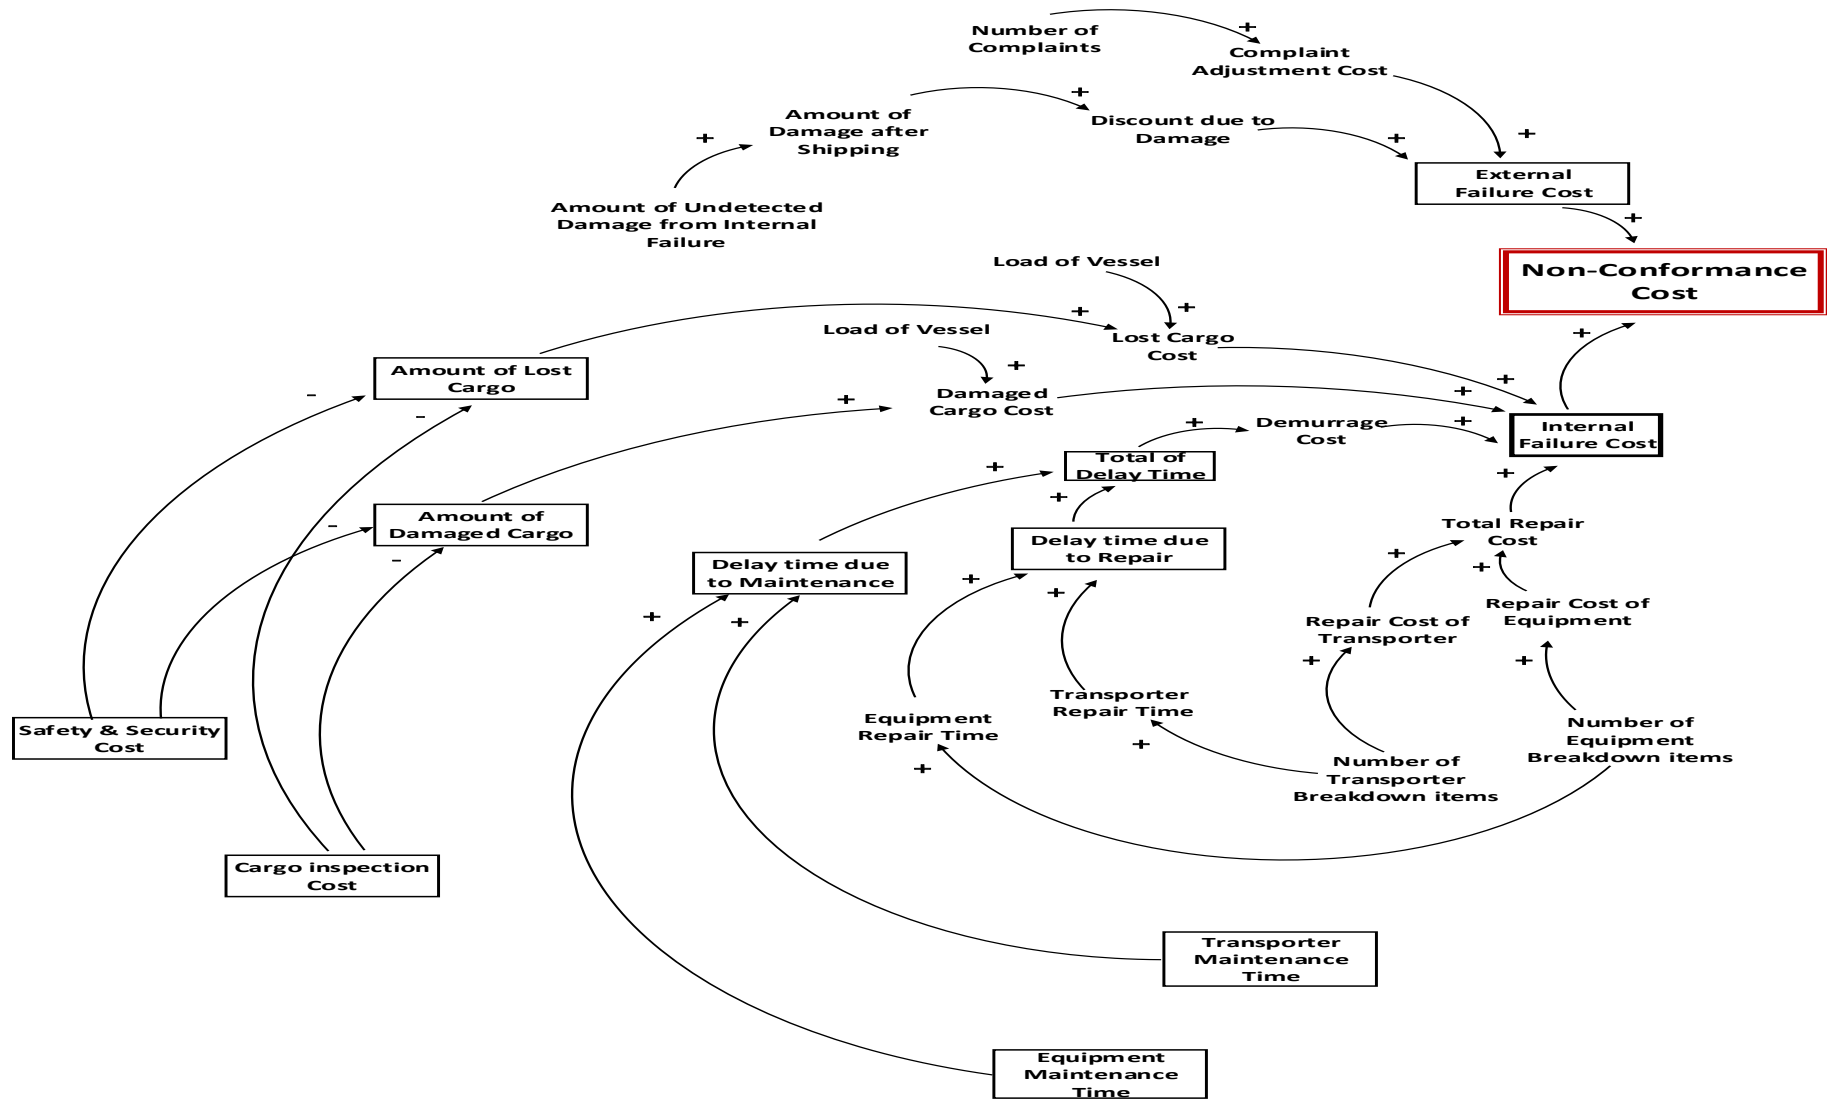 Number of
Complaints
+
Complaint
Adjustment Cost
+
Amount of
Damage after
Shipping
+
Discount due to
Damage
+
+
+
External
Failure Cost
Amount of Undetected
Damage from Internal
Failure
+
Load of Vessel
Non-Conformance
Cost
+
+
Load of Vessel
Lost Cargo
Cost
+
+
Amount of Lost
Cargo
+
+
-
-
+
Damaged
Cargo Cost
+
+
Demurrage
Cost
+
Internal
Failure Cost
Total of
Delay Time
+
+
+
Amount of
Damaged Cargo
-
-
Total Repair
Cost
Delay time due
to Repair
Delay time due
to Maintenance
+
+
+
+
+
+
Repair Cost of
Equipment
Repair Cost of
Transporter
+
+
Transporter
Repair Time
Equipment
Repair Time
Safety & Security
Cost
Number of
Equipment
Breakdown items
+
+
Number of
Transporter
Breakdown items
Cargo inspection
Cost
Transporter
Maintenance
Time
Equipment
Maintenance
Time